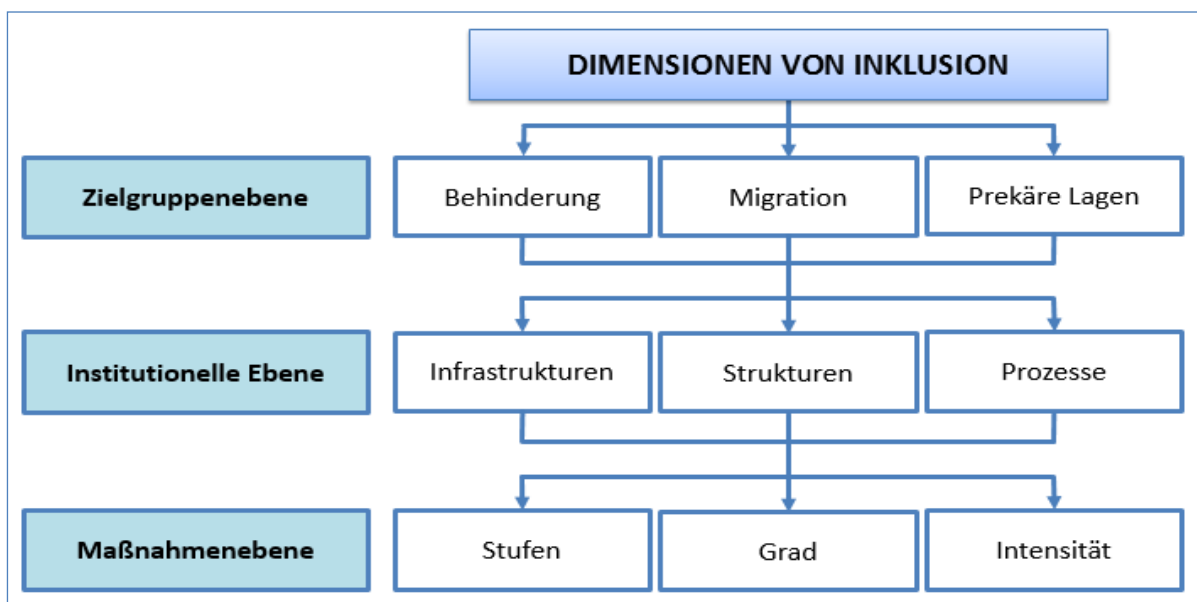 DIMENSIONEN VON INKLUSION
Zielgruppenebene
Behinderung
Migration
Prekäre Lagen
Institutionelle Ebene
Infrastrukturen
Strukturen
Prozesse
Maßnahmenebene
Stufen
Grad
Intensität